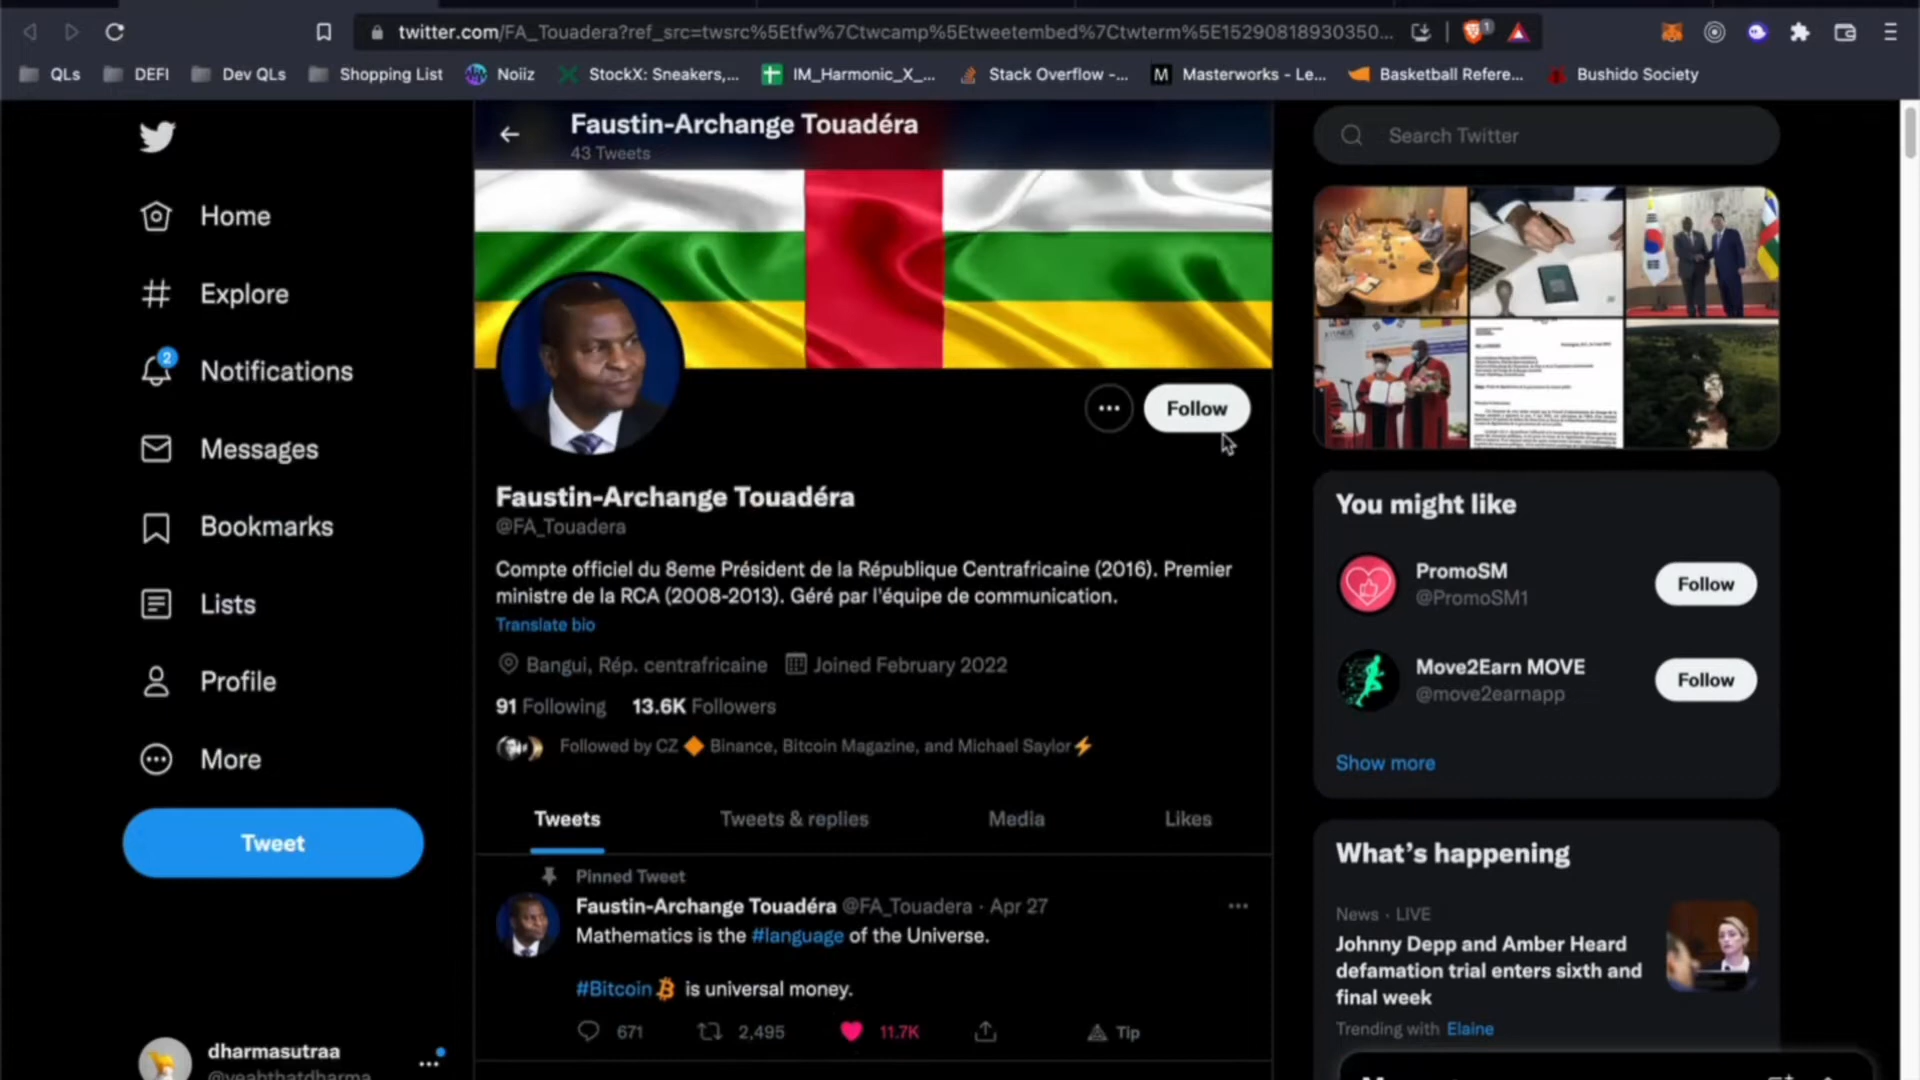 twitter.com/FA_Touadera?ref_src=twsrc%5Etfw%7Ctwcamp%5Etweetembed%7Ctwterm%5E15290818930350...
1
QLs
DEFI
Dev QLs
Shopping List
Noiiz
StockX: Sneakers,...
IM_Harmonic_X_...
Stack Overflow -...
M
Masterworks - Le...
Basketball Refere...
Bushido Society
Home
Explore
2
Notifications
Messages
Bookmarks
Lists
Profile
More
Tweet
dharmasutraa
@yeahthatdharma
Faustin-Archange Touadéra
43 Tweets
Follow
Faustin-Archange Touadéra
@FA_Touadera
Compte officiel du 8eme Président de la République Centrafricaine (2016). Premier
ministre de la RCA (2008-2013). Géré par l'équipe de communication.
Translate bio
Bangui, Rép. centrafricaine Joined February 2022
91 Following 13.6K Followers
Followed by CZ 🔶 Binance, Bitcoin Magazine, and Michael Saylor⚡
Tweets Tweets & replies Media Likes
Pinned Tweet
Faustin-Archange Touadéra @FA_Touadera · Apr 27
Mathematics is the #language of the Universe.
#Bitcoin is universal money.
671 2,495 11.7K Tip
Search Twitter
You might like
PromoSM
@PromoSM1
Follow
Move2Earn MOVE
@move2earnapp
Follow
Show more
What's happening
News · LIVE
Johnny Depp and Amber Heard
defamation trial enters sixth and
final week
Trending with Elaine